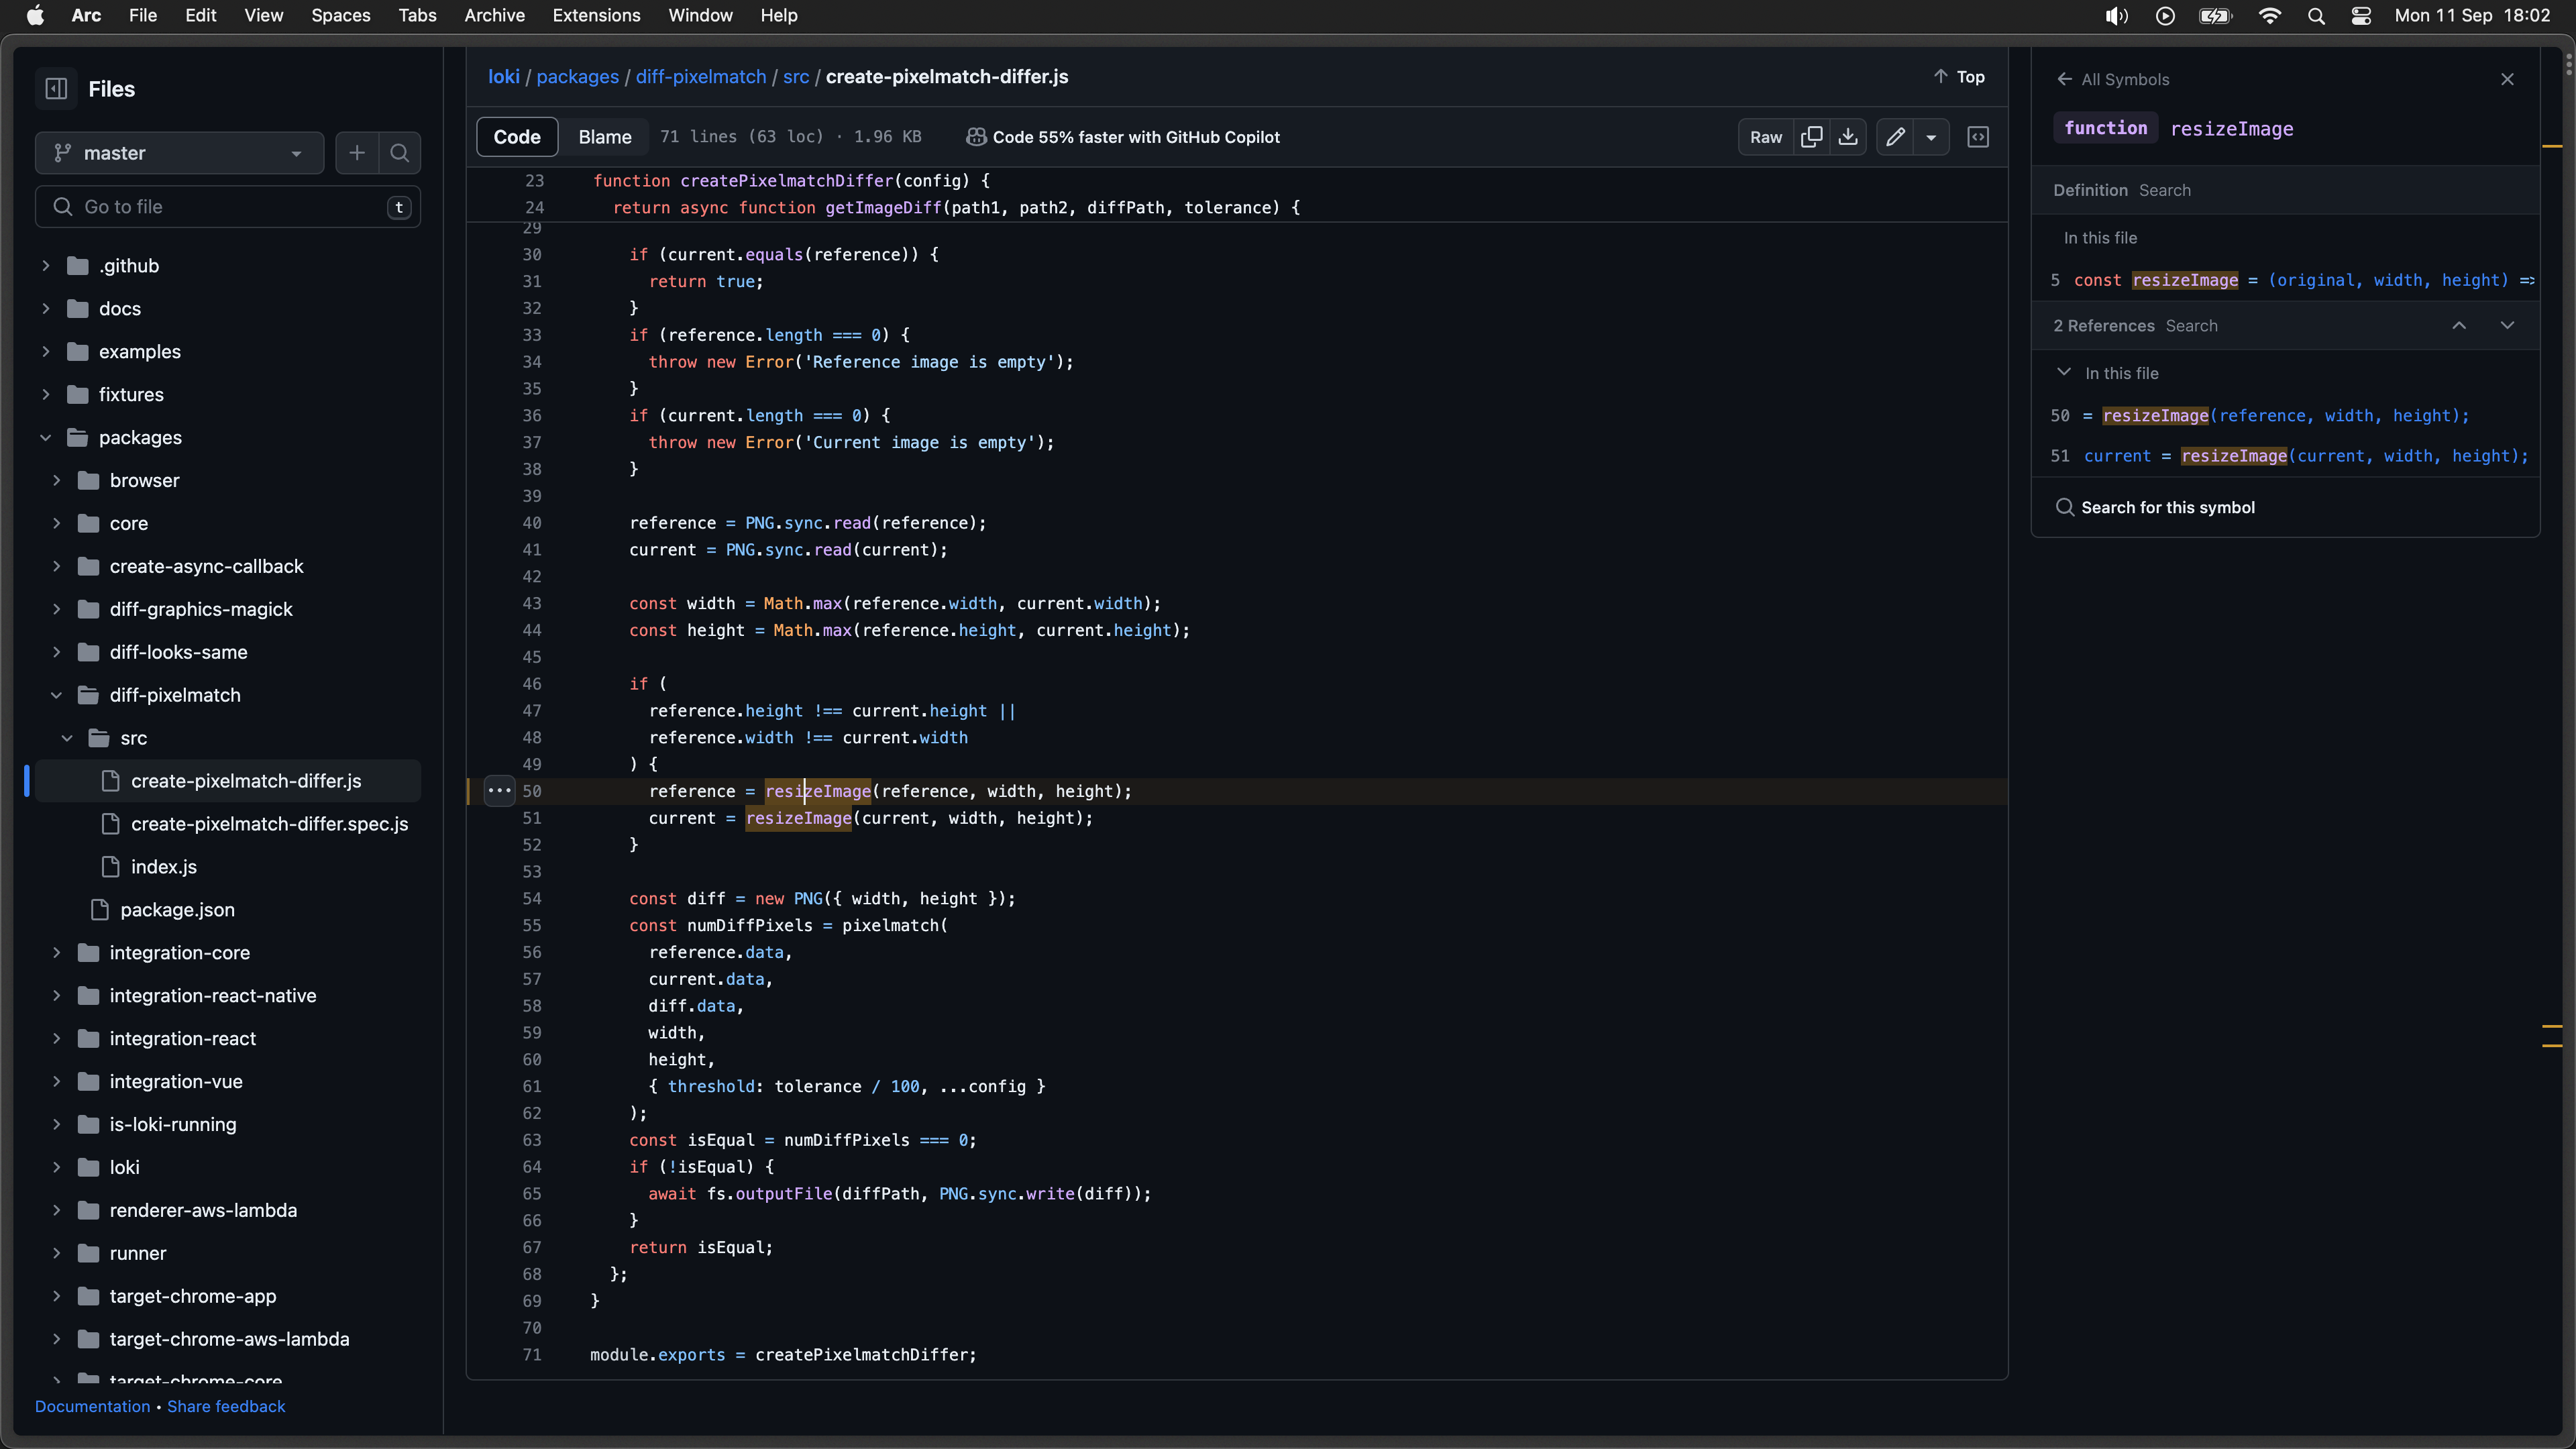 Arc File Edit View Spaces Tabs Archive Extensions Window Help Mon 11 Sep 18:02
Files
master
Go to file t
.github
docs
examples
fixtures
packages
browser
core
create-async-callback
diff-graphics-magick
diff-looks-same
diff-pixelmatch
src
create-pixelmatch-differ.js
create-pixelmatch-differ.spec.js
index.js
package.json
integration-core
integration-react-native
integration-react
integration-vue
is-loki-running
loki
renderer-aws-lambda
runner
target-chrome-app
target-chrome-aws-lambda
target-chrome-core
Documentation • Share feedback
loki / packages / diff-pixelmatch / src / create-pixelmatch-differ.js Top
Code Blame 71 lines (63 loc) · 1.96 KB Code 55% faster with GitHub Copilot Raw
23 function createPixelmatchDiffer(config) {
24 return async function getImageDiff(path1, path2, diffPath, tolerance) {
29
30 if (current.equals(reference)) {
31 return true;
32 }
33 if (reference.length === 0) {
34 throw new Error('Reference image is empty');
35 }
36 if (current.length === 0) {
37 throw new Error('Current image is empty');
38 }
39
40 reference = PNG.sync.read(reference);
41 current = PNG.sync.read(current);
42
43 const width = Math.max(reference.width, current.width);
44 const height = Math.max(reference.height, current.height);
45
46 if (
47 reference.height !== current.height ||
48 reference.width !== current.width
49 ) {
50 reference = resizeImage(reference, width, height);
51 current = resizeImage(current, width, height);
52 }
53
54 const diff = new PNG({ width, height });
55 const numDiffPixels = pixelmatch(
56 reference.data,
57 current.data,
58 diff.data,
59 width,
60 height,
61 { threshold: tolerance / 100, ...config }
62 );
63 const isEqual = numDiffPixels === 0;
64 if (!isEqual) {
65 await fs.outputFile(diffPath, PNG.sync.write(diff));
66 }
67 return isEqual;
68 };
69 }
70
71 module.exports = createPixelmatchDiffer;
All Symbols
function resizeImage
Definition Search
In this file
5 const resizeImage = (original, width, height) =>
2 References Search
In this file
50 = resizeImage(reference, width, height);
51 current = resizeImage(current, width, height);
Search for this symbol